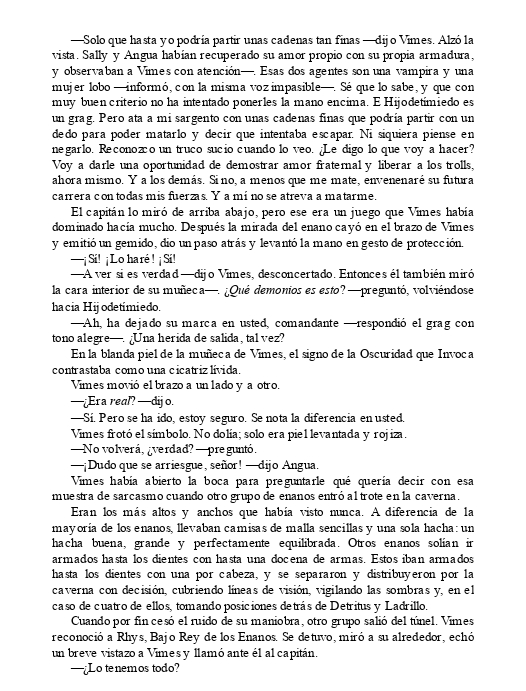 —Solo que hasta yo podría partir unas cadenas tan finas —dijo Vimes. Alzó la
vista. Sally y Angua habían recuperado su amor propio con su propia armadura,
y observaban a Vimes con atención—. Esas dos agentes son una vampira y una
mujer lobo —informó, con la misma voz impasible—. Sé que lo sabe, y que con
muy buen criterio no ha intentado ponerles la mano encima. E Hijodetímiedo es
un grag. Pero ata a mi sargento con unas cadenas finas que podría partir con un
dedo para poder matarlo y decir que intentaba escapar. Ni siquiera piense en
negarlo. Reconozco un truco sucio cuando lo veo. ¿Le digo lo que voy a hacer?
Voy a darle una oportunidad de demostrar amor fraternal y liberar a los trolls,
ahora mismo. Y a los demás. Si no, a menos que me mate, envenenaré su futura
carrera con todas mis fuerzas. Y a mí no se atreva a matarme.
El capitán lo miró de arriba abajo, pero ese era un juego que Vimes había
dominado hacía mucho. Después la mirada del enano cayó en el brazo de Vimes
y emitió un gemido, dio un paso atrás y levantó la mano en gesto de protección.
—¡Sí! ¡Lo haré! ¡Sí!
—A ver si es verdad —dijo Vimes, desconcertado. Entonces él también miró
la cara interior de su muñeca—. ¿Qué demonios es esto? —preguntó, volviéndose
hacia Hijodetímiedo.
—Ah, ha dejado su marca en usted, comandante —respondió el grag con
tono alegre—. ¿Una herida de salida, tal vez?
En la blanda piel de la muñeca de Vimes, el signo de la Oscuridad que Invoca
contrastaba como una cicatriz lívida.
Vimes movió el brazo a un lado y a otro.
—¿Era real? —dijo.
—Sí. Pero se ha ido, estoy seguro. Se nota la diferencia en usted.
Vimes frotó el símbolo. No dolía; solo era piel levantada y rojiza.
—No volverá, ¿verdad? —preguntó.
—¡Dudo que se arriesgue, señor! —dijo Angua.
Vimes había abierto la boca para preguntarle qué quería decir con esa
muestra de sarcasmo cuando otro grupo de enanos entró al trote en la caverna.
Eran los más altos y anchos que había visto nunca. A diferencia de la
mayoría de los enanos, llevaban camisas de malla sencillas y una sola hacha: un
hacha buena, grande y perfectamente equilibrada. Otros enanos solían ir
armados hasta los dientes con hasta una docena de armas. Estos iban armados
hasta los dientes con una por cabeza, y se separaron y distribuyeron por la
caverna con decisión, cubriendo líneas de visión, vigilando las sombras y, en el
caso de cuatro de ellos, tomando posiciones detrás de Detritus y Ladrillo.
Cuando por fin cesó el ruido de su maniobra, otro grupo salió del túnel. Vimes
reconoció a Rhys, Bajo Rey de los Enanos. Se detuvo, miró a su alrededor, echó
un breve vistazo a Vimes y llamó ante él al capitán.
—¿Lo tenemos todo?